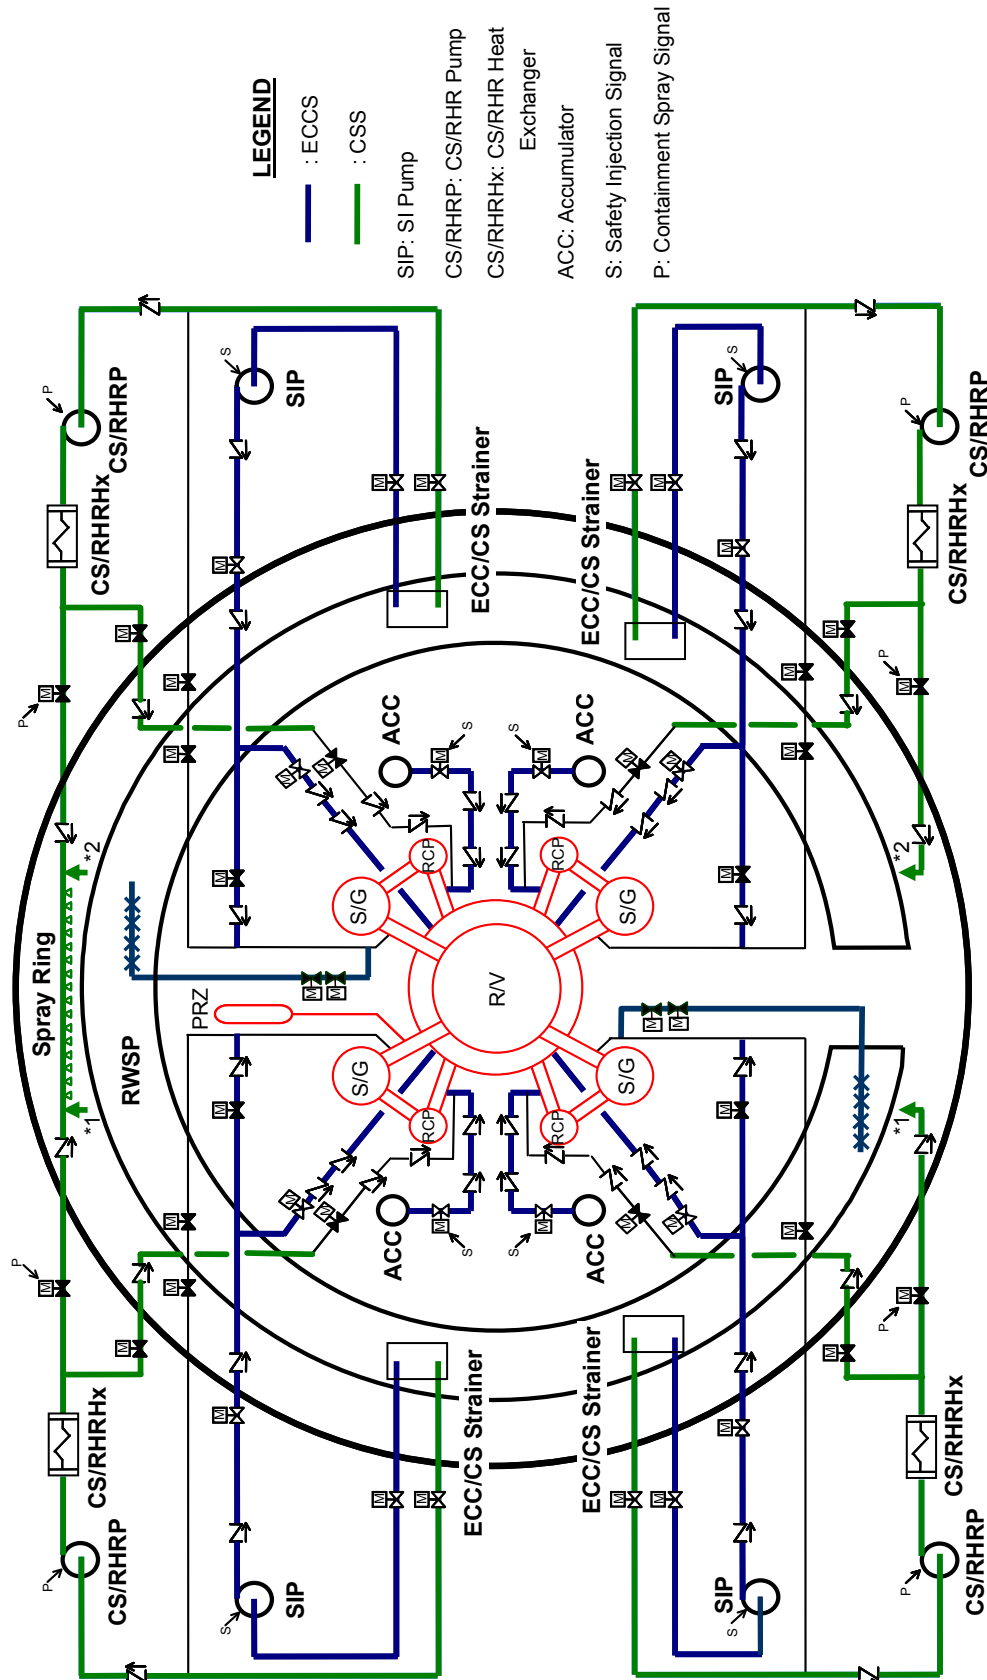 LEGEND
: ECCS
: CSS
SIP: SI Pump
CS/RHRP: CS/RHR Pump
CS/RHRHx: CS/RHR Heat
Exchanger
ACC: Accumulator
S: Safety Injection Signal
P: Containment Spray Signal
P
CS/RHRP
CS/RHRHx
M
P
M
M
M
*2
Spray Ring
*1
RWSP
P
M
M
M
M
CS/RHRHx
P
CS/RHRP
S
SIP
M
M
M
M
M
M
M
PRZ
M
M
M
M
S
SIP
M
M
ECC/CS Strainer
ACC
M
S
S/G
RCP
R/V
S/G
RCP
ACC
M
S
M
M
ECC/CS Strainer
ECC/CS Strainer
M
M
ACC
M
S
RCP
S/G
S/G
RCP
ACC
M
S
ECC/CS Strainer
M
M
SIP
S
M
M
M
M
M
M
M
M
M
M
M
SIP
S
P
CS/RHRP
CS/RHRHx
M
M
P
M
*2
*1
M
P
M
M
CS/RHRHx
P
CS/RHRP